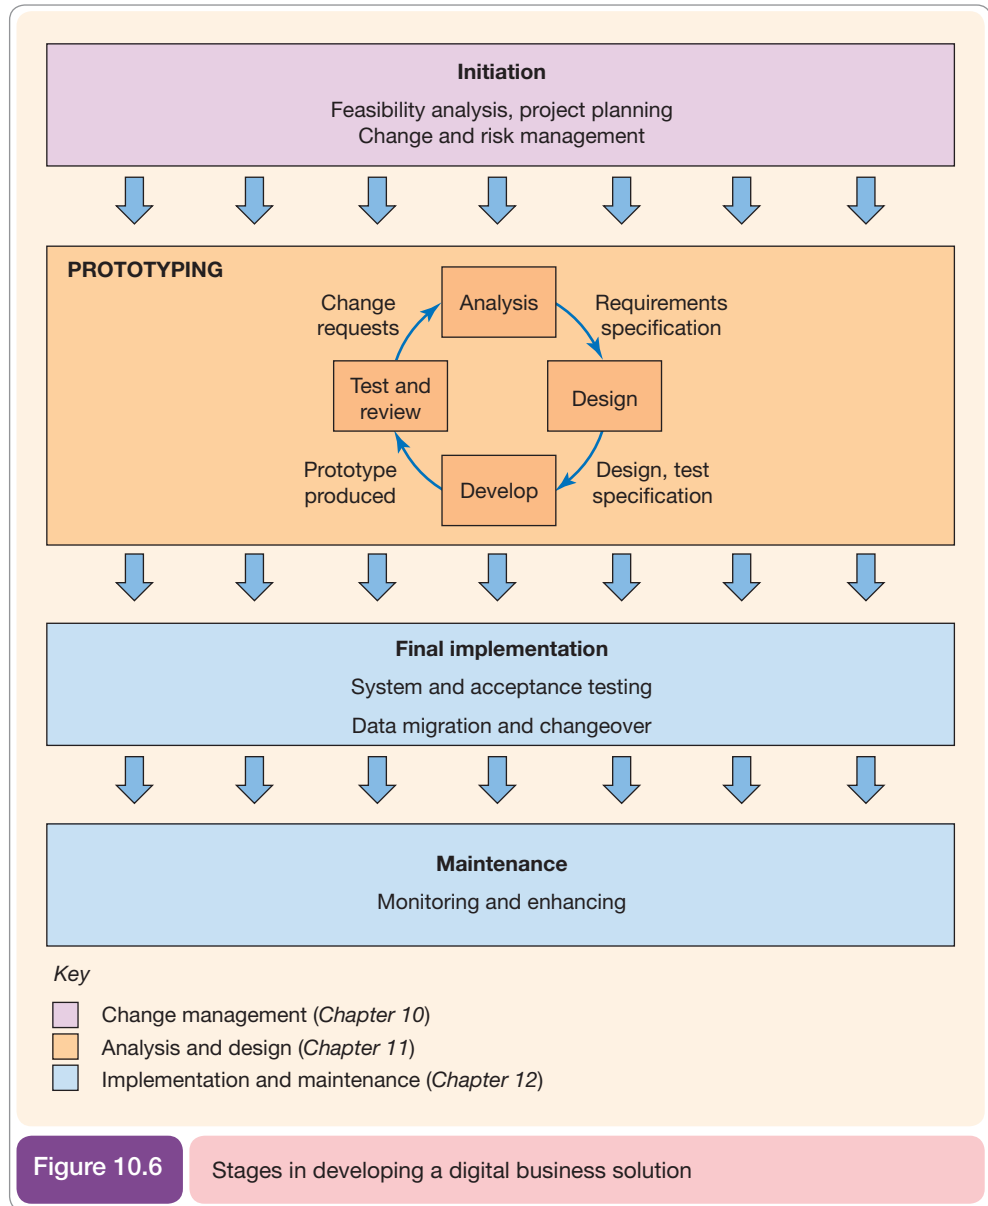 Initiation
Feasibility analysis, project planning
Change and risk management
PROTOTYPING
Analysis
Requirements
specification
Design
Design, test
specification
Develop
Prototype
produced
Test and
review
Change
requests
Final implementation
System and acceptance testing
Data migration and changeover
Maintenance
Monitoring and enhancing
Key
Change management (Chapter 10)
Analysis and design (Chapter 11)
Implementation and maintenance (Chapter 12)
Figure 10.6
Stages in developing a digital business solution